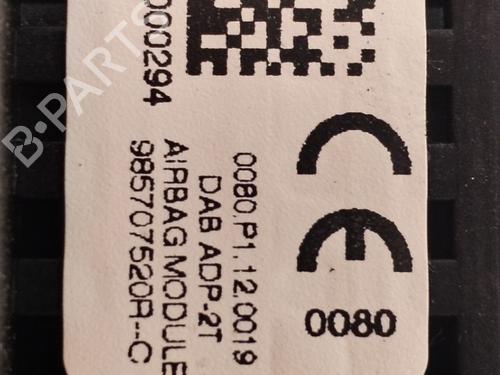 000294
0080.P1.12.0019
DAB ADP-2T
AIRBAG MODULE
985707520R--C
CE
0080
B-PARTS